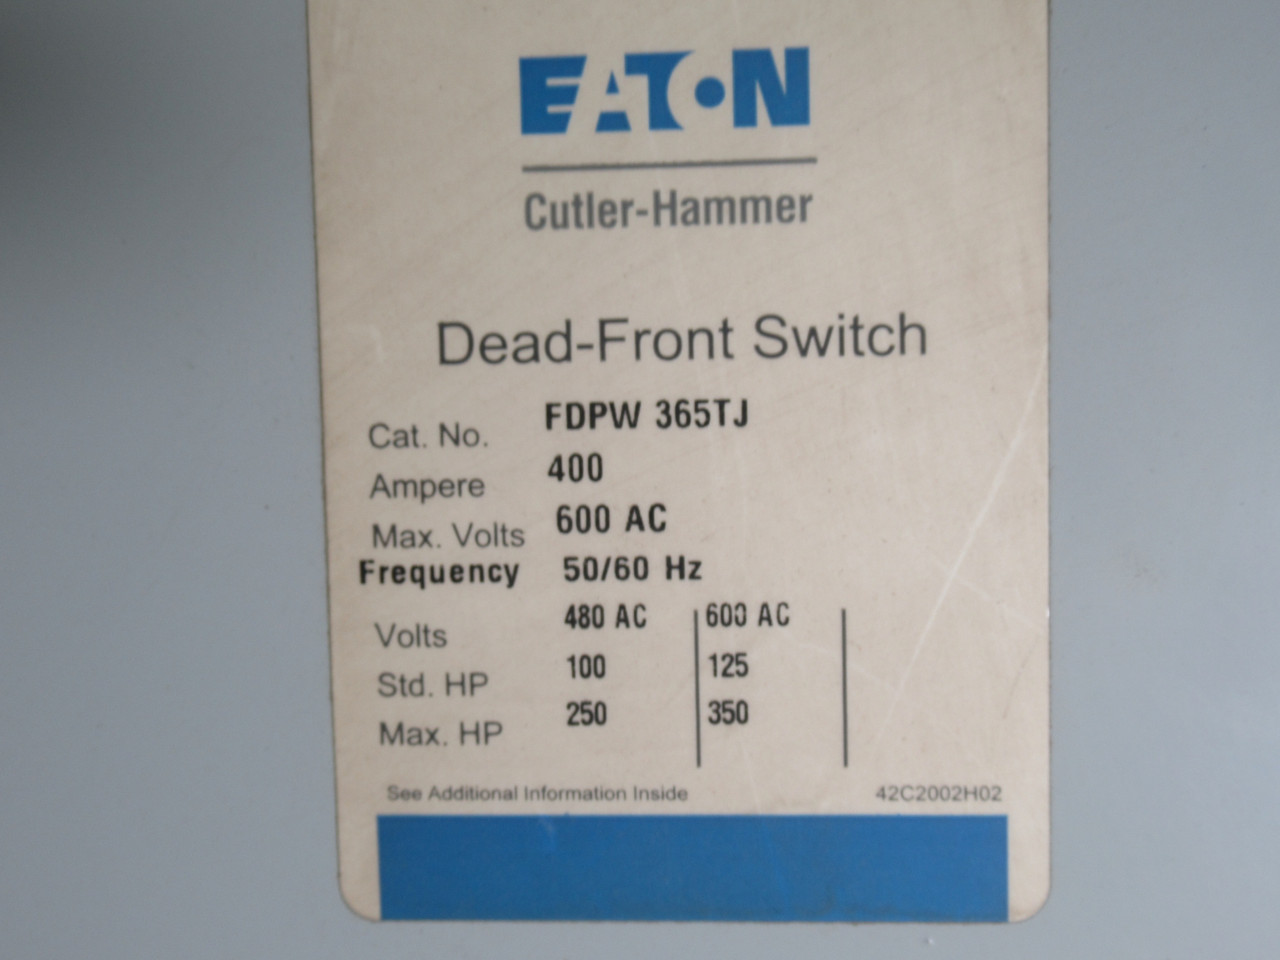 EATON
Cutler-Hammer
Dead-Front Switch
Cat. No. FDPW 365TJ
Ampere 400
Max. Volts 600 AC
Frequency 50/60 Hz
Volts 480 AC 600 AC
Std. HP 100 125
Max. HP 250 350
See Additional Information Inside 42C2002H02